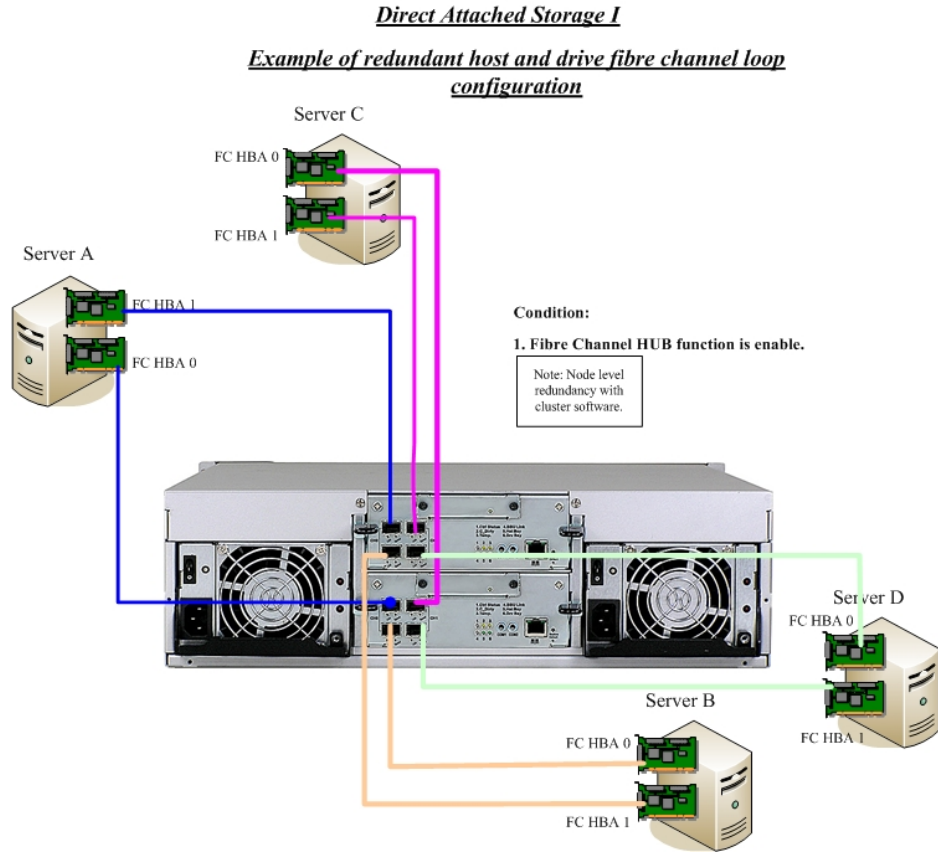 Direct Attached Storage I
Example of redundant host and drive fibre channel loop
configuration
Server C
FC HBA 0
FC HBA 1
Server A
FC HBA 1
FC HBA 0
Condition:
1. Fibre Channel HUB function is enable.
Note: Node level
redundancy with
cluster software.
Server D
FC HBA 0
FC HBA 1
Server B
FC HBA 0
FC HBA 1